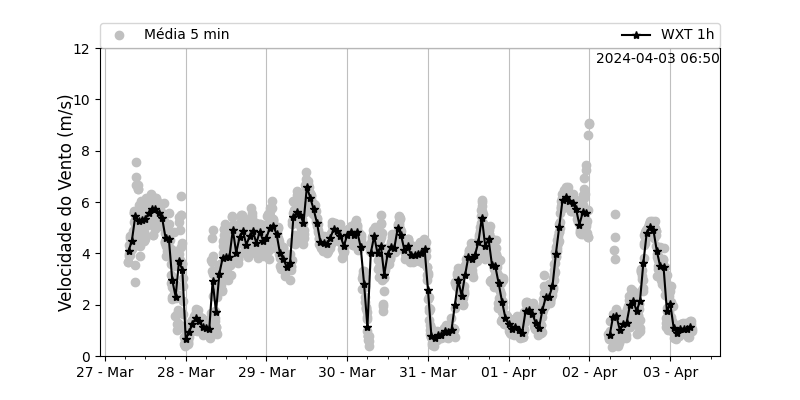 Média 5 min
WXT 1h
2024-04-03 06:50
Velocidade do Vento (m/s)
12
10
8
6
4
2
0
27 - Mar 28 - Mar 29 - Mar 30 - Mar 31 - Mar 01 - Apr 02 - Apr 03 - Apr